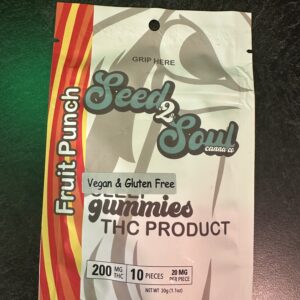 GRIP HERE
Seed
2
Soul
canna co
Fruit Punch
Vegan & Gluten Free
gummies
THC PRODUCT
200 MG THC
10 PIECES
20 MG PER PIECE
NET WT 30g (1.1oz)